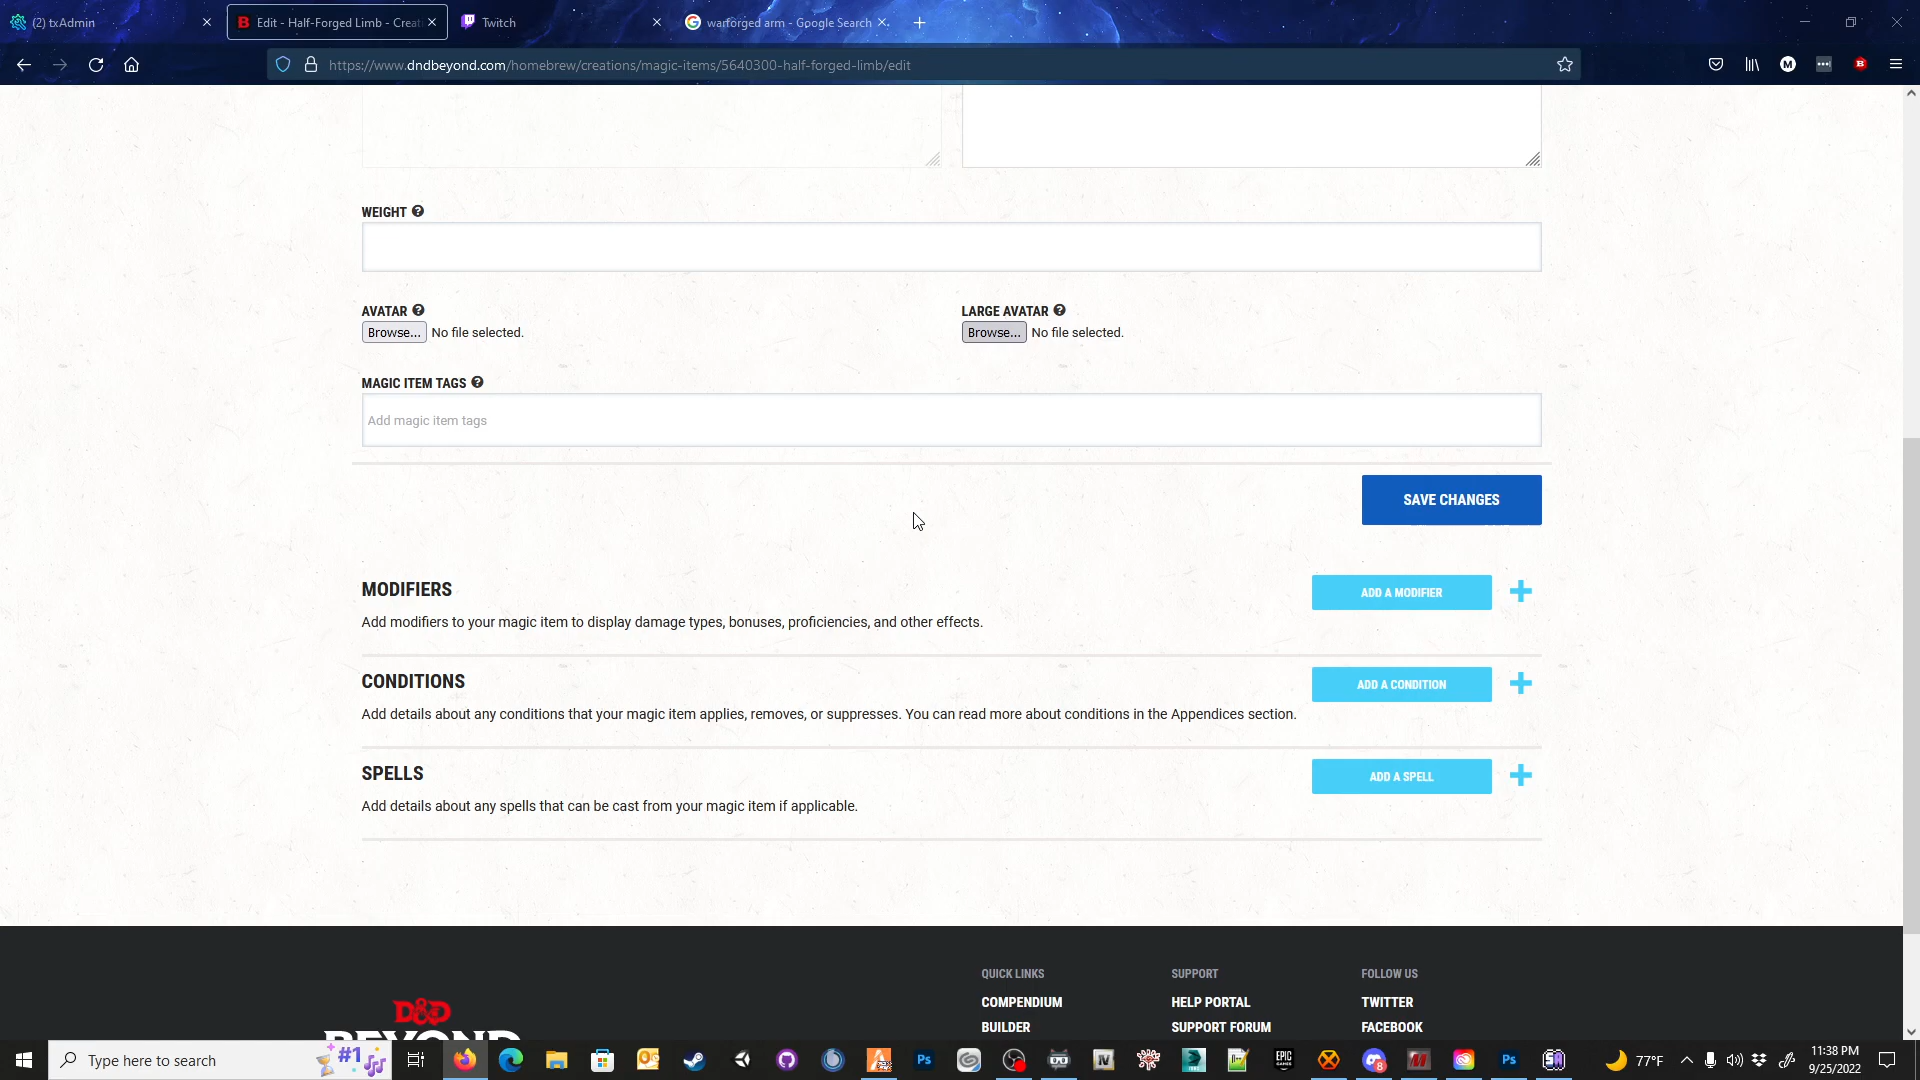 (2) txAdmin
Edit - Half-Forged Limb - Creat
Twitch
warforged arm - Google Search
https://www.dndbeyond.com/homebrew/creations/magic-items/5640300-half-forged-limb/edit
WEIGHT
AVATAR
LARGE AVATAR
Browse... No file selected.
Browse... No file selected.
MAGIC ITEM TAGS
Add magic item tags
SAVE CHANGES
MODIFIERS
ADD A MODIFIER
Add modifiers to your magic item to display damage types, bonuses, proficiencies, and other effects.
CONDITIONS
ADD A CONDITION
Add details about any conditions that your magic item applies, removes, or suppresses. You can read more about conditions in the Appendices section.
SPELLS
ADD A SPELL
Add details about any spells that can be cast from your magic item if applicable.
QUICK LINKS
SUPPORT
FOLLOW US
D&D
BEYOND
COMPENDIUM
HELP PORTAL
TWITTER
BUILDER
SUPPORT FORUM
FACEBOOK
Type here to search
#1
77°F
11:38 PM
9/25/2022